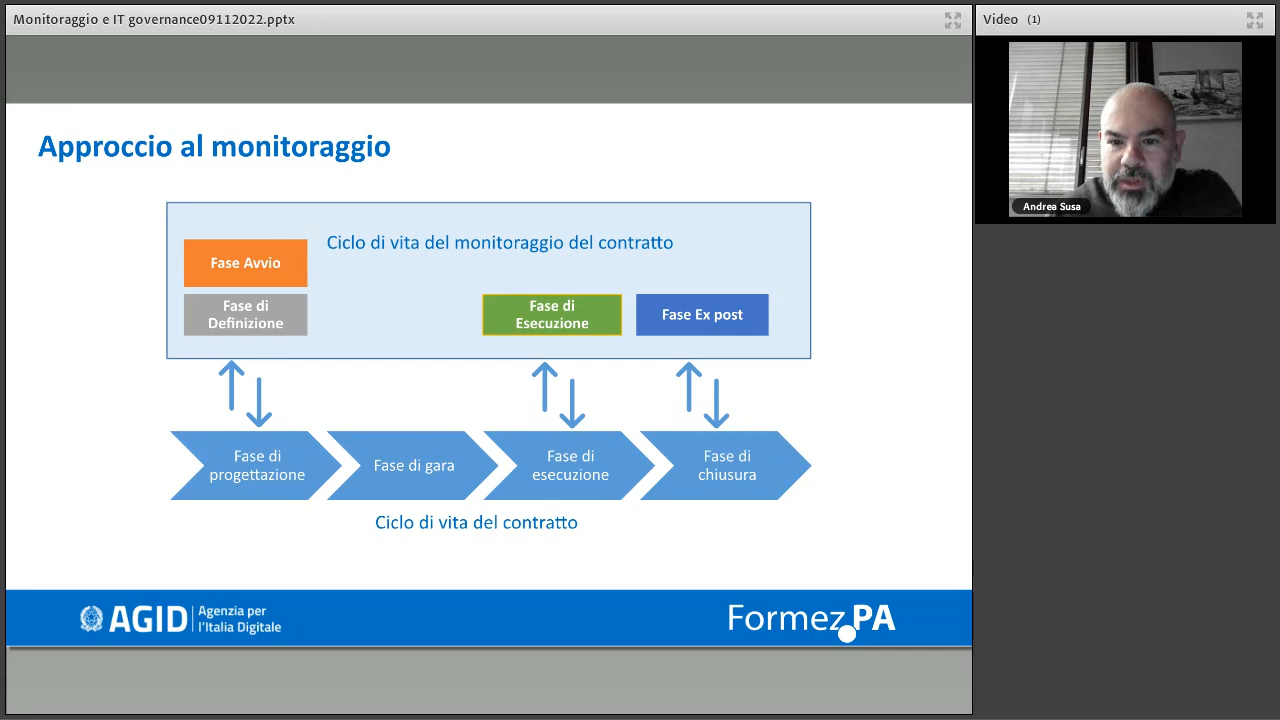 Monitoraggio e IT governance09112022.pptx
Video (1)
Andrea Susa
Approccio al monitoraggio
Ciclo di vita del monitoraggio del contratto
Fase Avvio
Fase di
Definizione
Fase di
Esecuzione
Fase Ex post
Fase di
progettazione
Fase di gara
Fase di
esecuzione
Fase di
chiusura
Ciclo di vita del contratto
AGID
Agenzia per
l'Italia Digitale
Formez PA